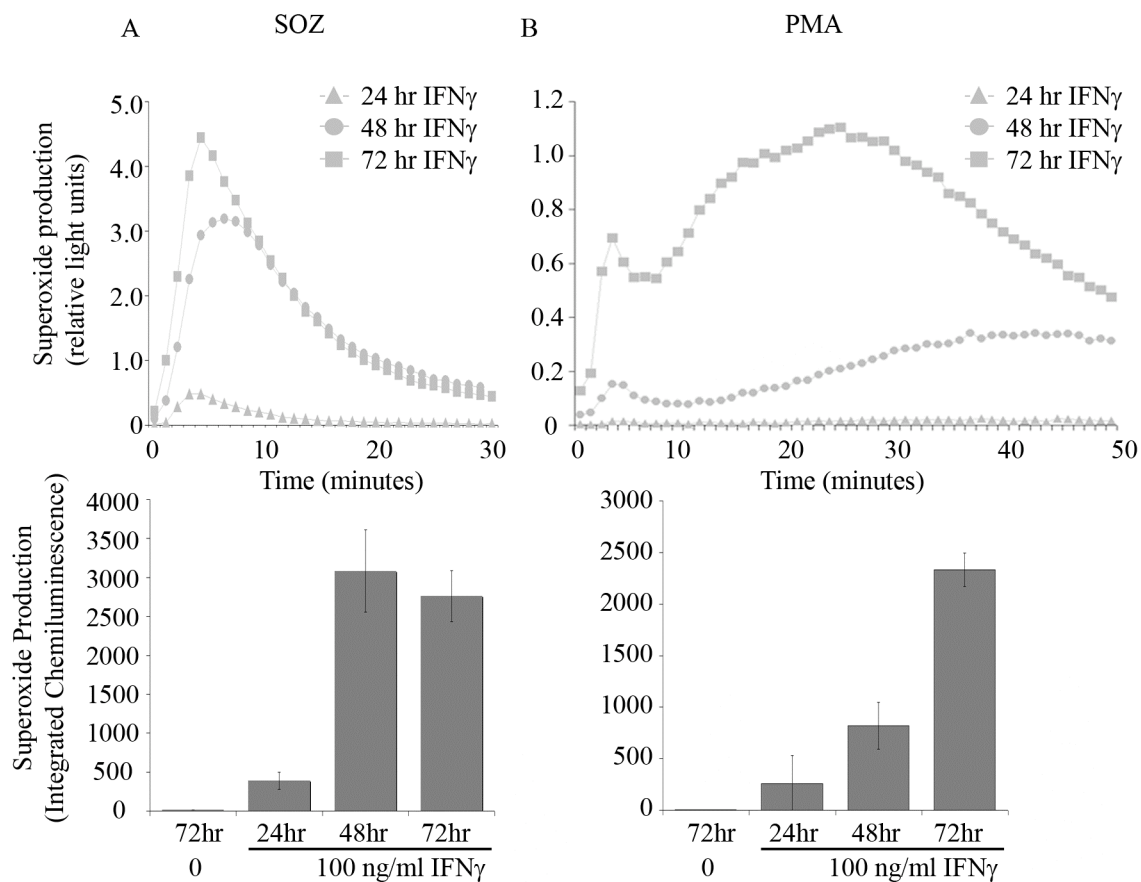 A SOZ B PMA
24 hr IFNγ
48 hr IFNγ
72 hr IFNγ
Superoxide production
(relative light units)
5.0
4.0
3.0
2.0
1.0
0
0 10 20 30
Time (minutes)
24 hr IFNγ
48 hr IFNγ
72 hr IFNγ
1.2
1.0
0.8
0.6
0.4
0.2
0
0 10 20 30 40 50
Time (minutes)
Superoxide Production
(Integrated Chemiluminescence)
4000
3500
3000
2500
2000
1500
1000
500
0
72hr 24hr 48hr 72hr
0 100 ng/ml IFNγ
3000
2500
2000
1500
1000
500
0
72hr 24hr 48hr 72hr
0 100 ng/ml IFNγ